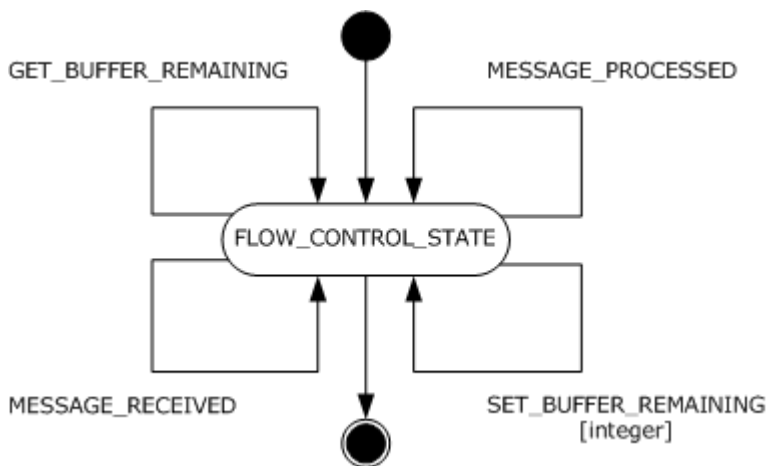 GET_BUFFER_REMAINING
MESSAGE_PROCESSED
FLOW_CONTROL_STATE
MESSAGE_RECEIVED
SET_BUFFER_REMAINING
[integer]